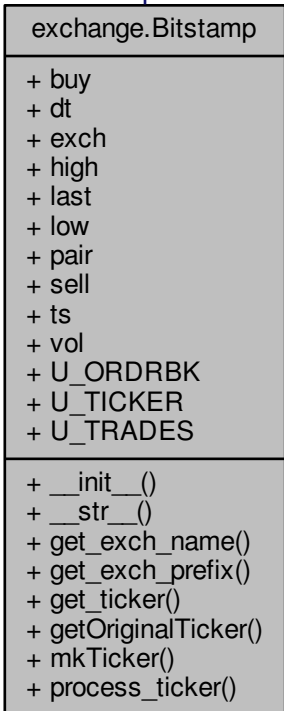 exchange.Bitstamp
+ buy
+ dt
+ exch
+ high
+ last
+ low
+ pair
+ sell
+ ts
+ vol
+ U_ORDRBK
+ U_TICKER
+ U_TRADES
+ __init__()
+ __str__()
+ get_exch_name()
+ get_exch_prefix()
+ get_ticker()
+ getOriginalTicker()
+ mkTicker()
+ process_ticker()